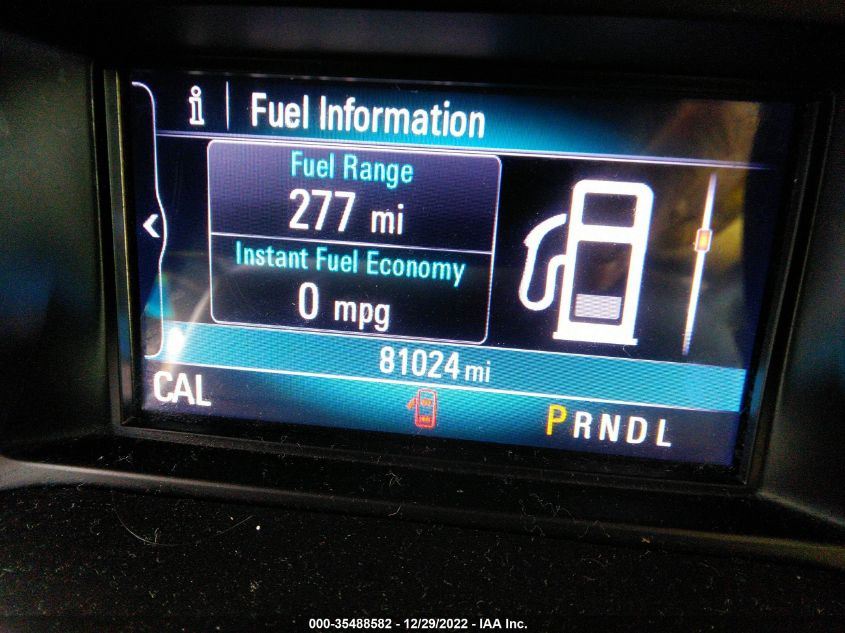 i Fuel Information
Fuel Range
277 mi
Instant Fuel Economy
0 mpg
81024 mi
CAL
PRNDL
000-35488582 - 12/29/2022 - IAA Inc.